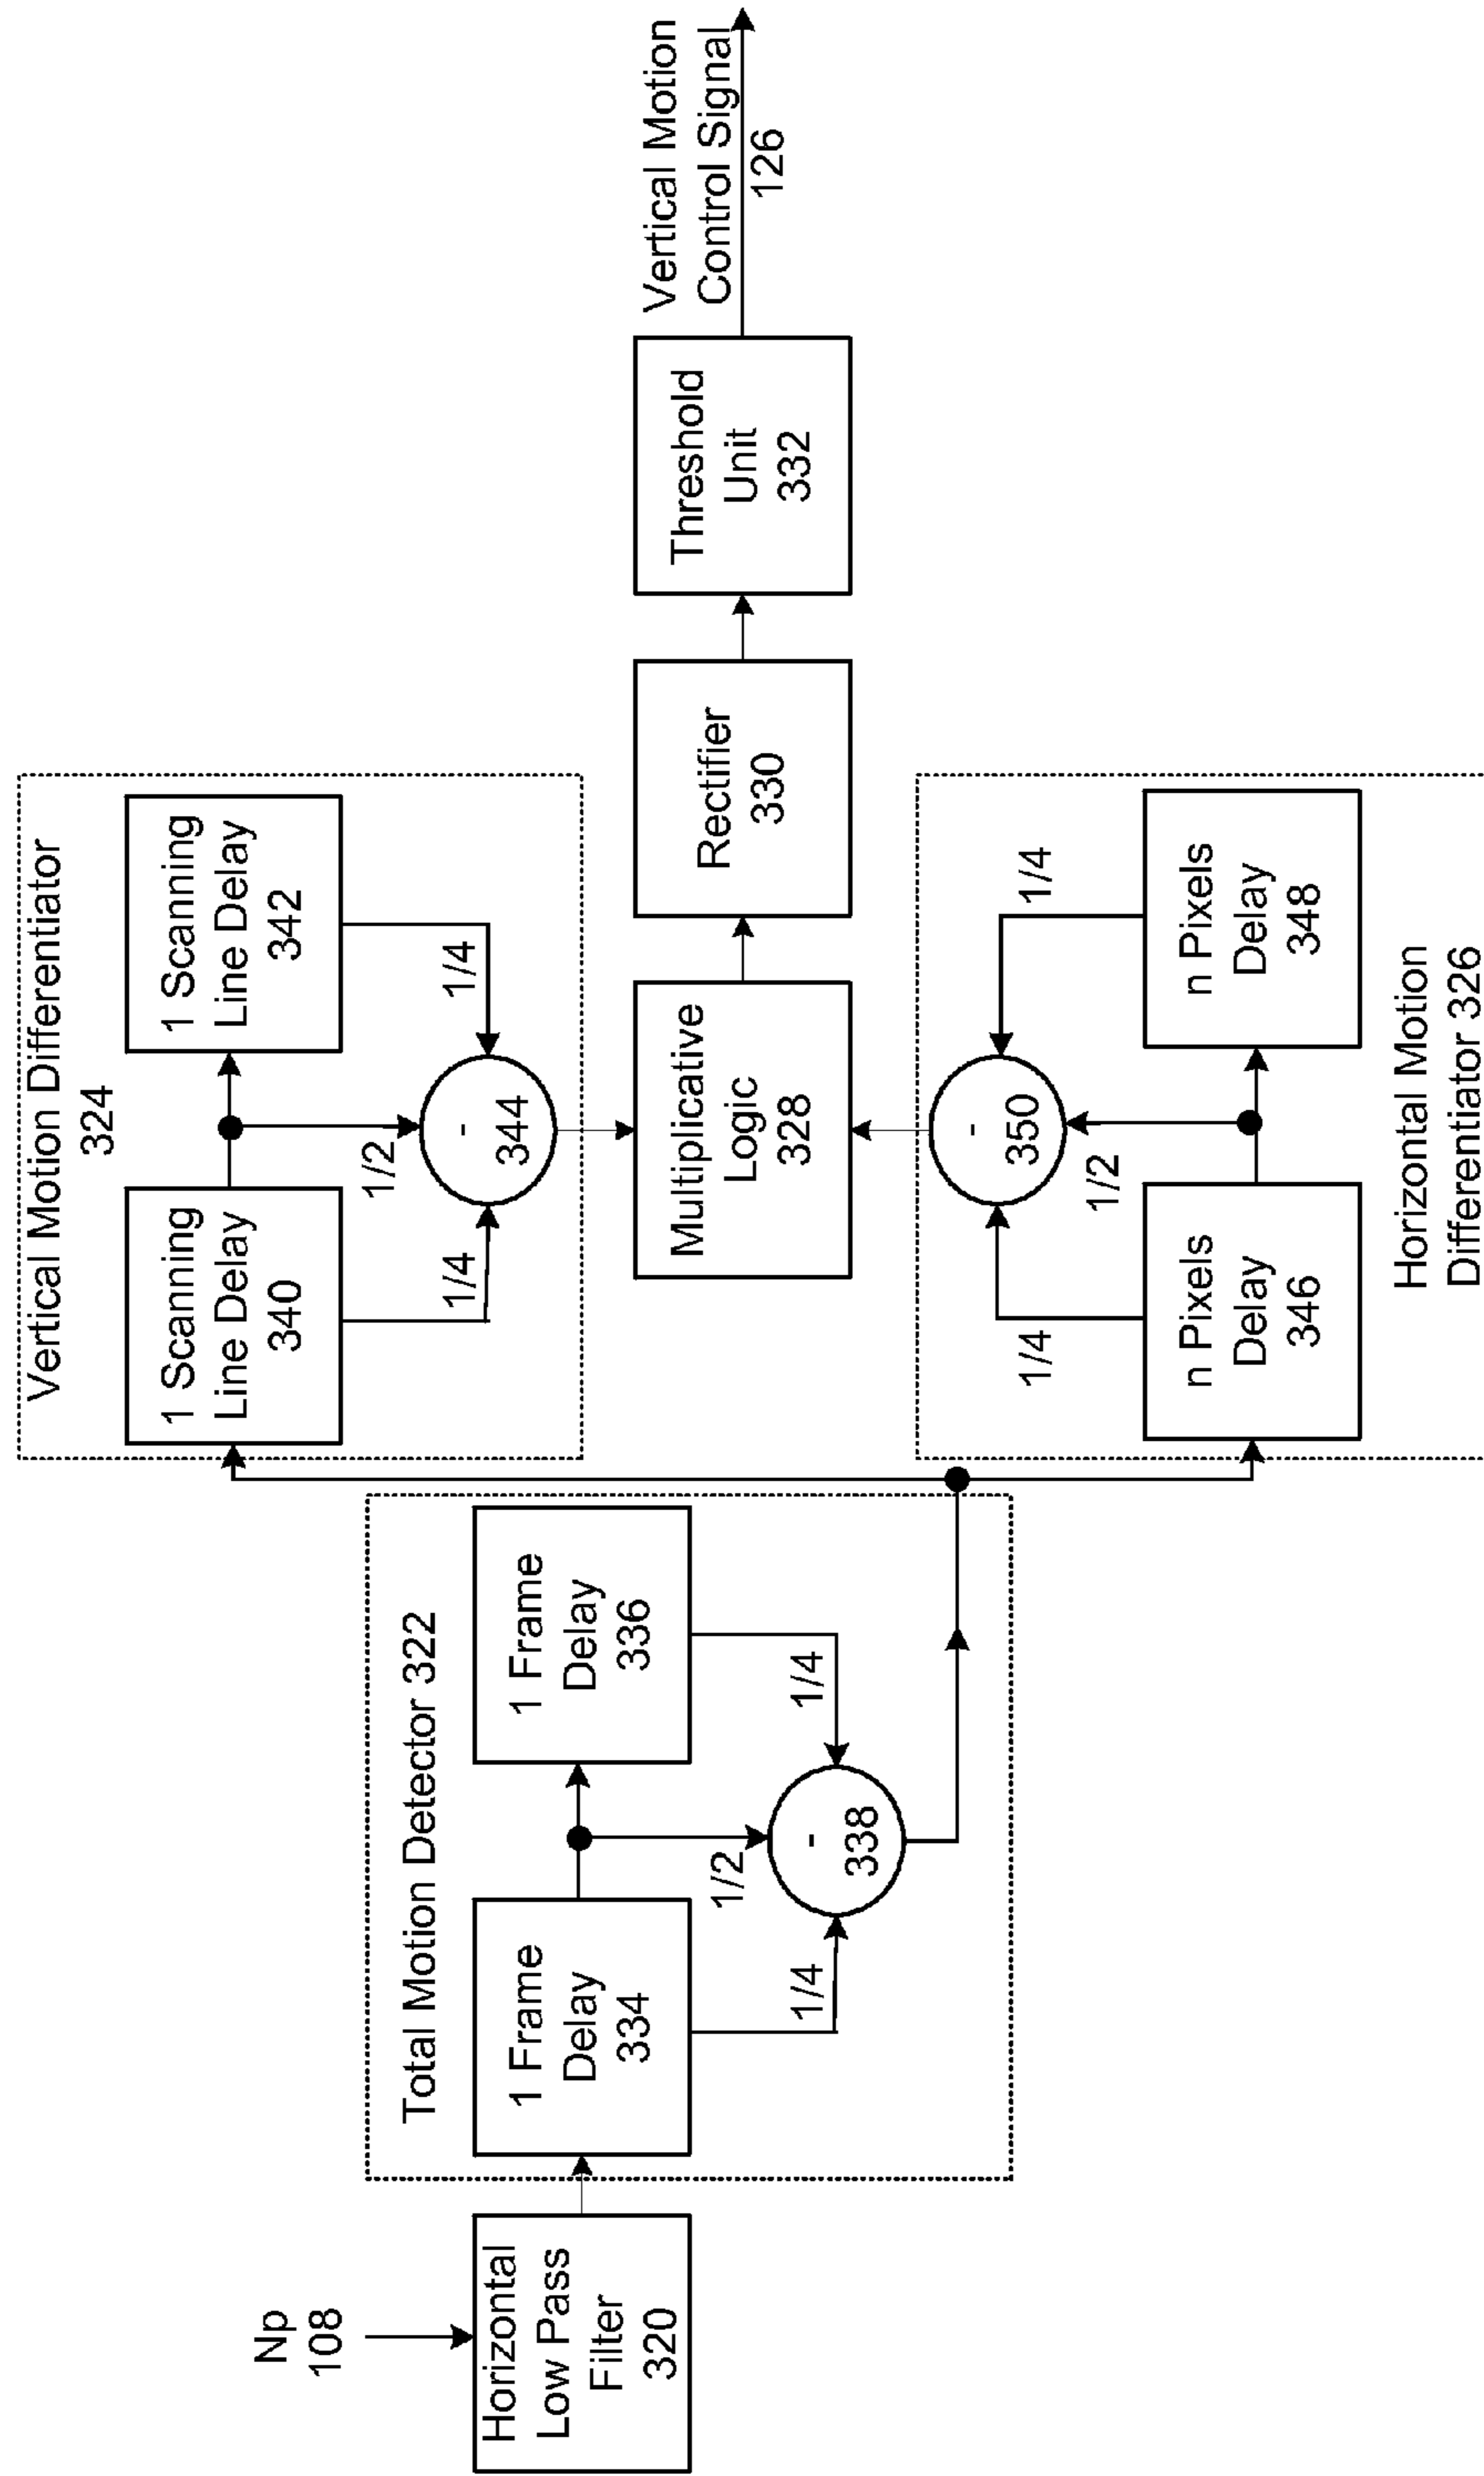 Np
108
Horizontal
Low Pass
Filter
320
Total Motion Detector 322
1 Frame
Delay
334
1 Frame
Delay
336
1/4
1/2
1/4
-
338
Vertical Motion Differentiator
324
1 Scanning
Line Delay
340
1 Scanning
Line Delay
342
1/4
1/2
1/4
-
344
Multiplicative
Logic
328
Rectifier
330
Threshold
Unit
332
Vertical Motion
Control Signal
126
-
350
1/4
1/2
1/4
n Pixels
Delay
346
n Pixels
Delay
348
Horizontal Motion
Differentiator 326